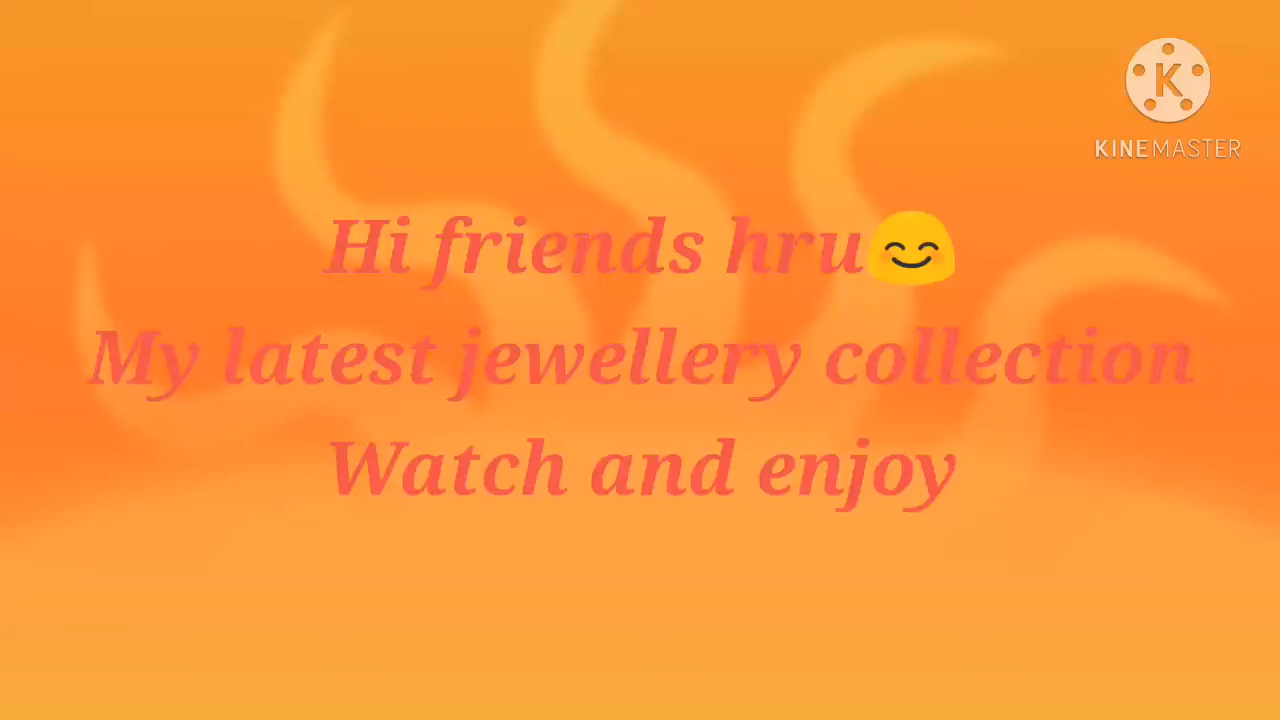 K
KINEMASTER
Hi friends hru😊
My latest jewellery collection
Watch and enjoy